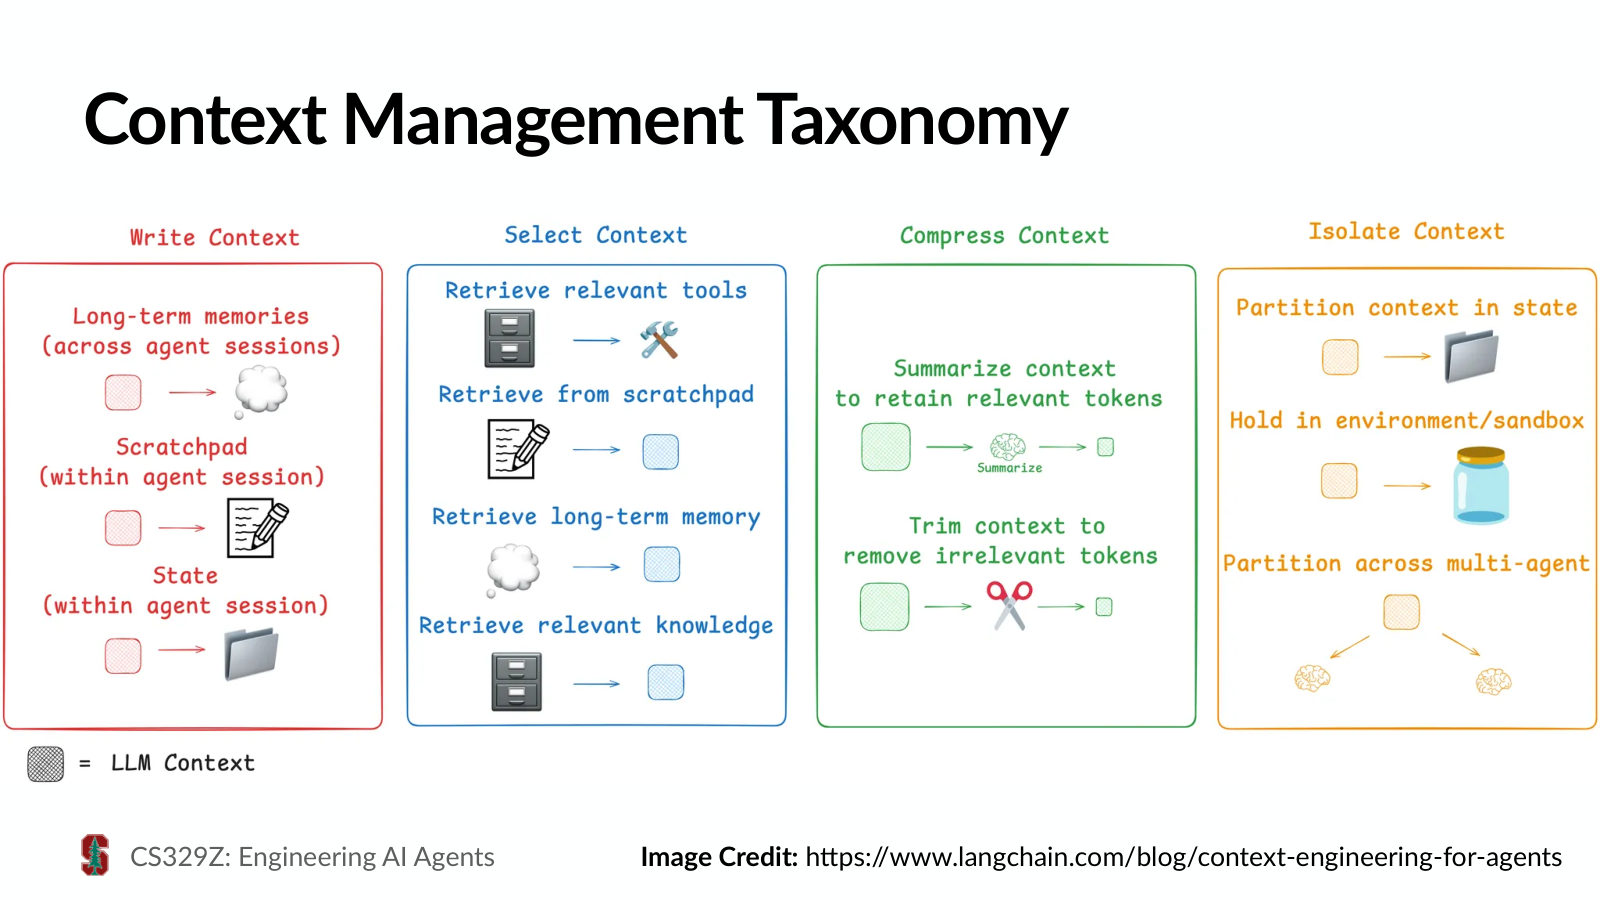 Context Management Taxonomy
Write Context
Long-term memories
(across agent sessions)
Scratchpad
(within agent session)
State
(within agent session)
Select Context
Retrieve relevant tools
Retrieve from scratchpad
Retrieve long-term memory
Retrieve relevant knowledge
Compress Context
Summarize context
to retain relevant tokens
Summarize
Trim context to
remove irrelevant tokens
Isolate Context
Partition context in state
Hold in environment/sandbox
Partition across multi-agent
= LLM Context
S
CS329Z: Engineering AI Agents
Image Credit: https://www.langchain.com/blog/context-engineering-for-agents